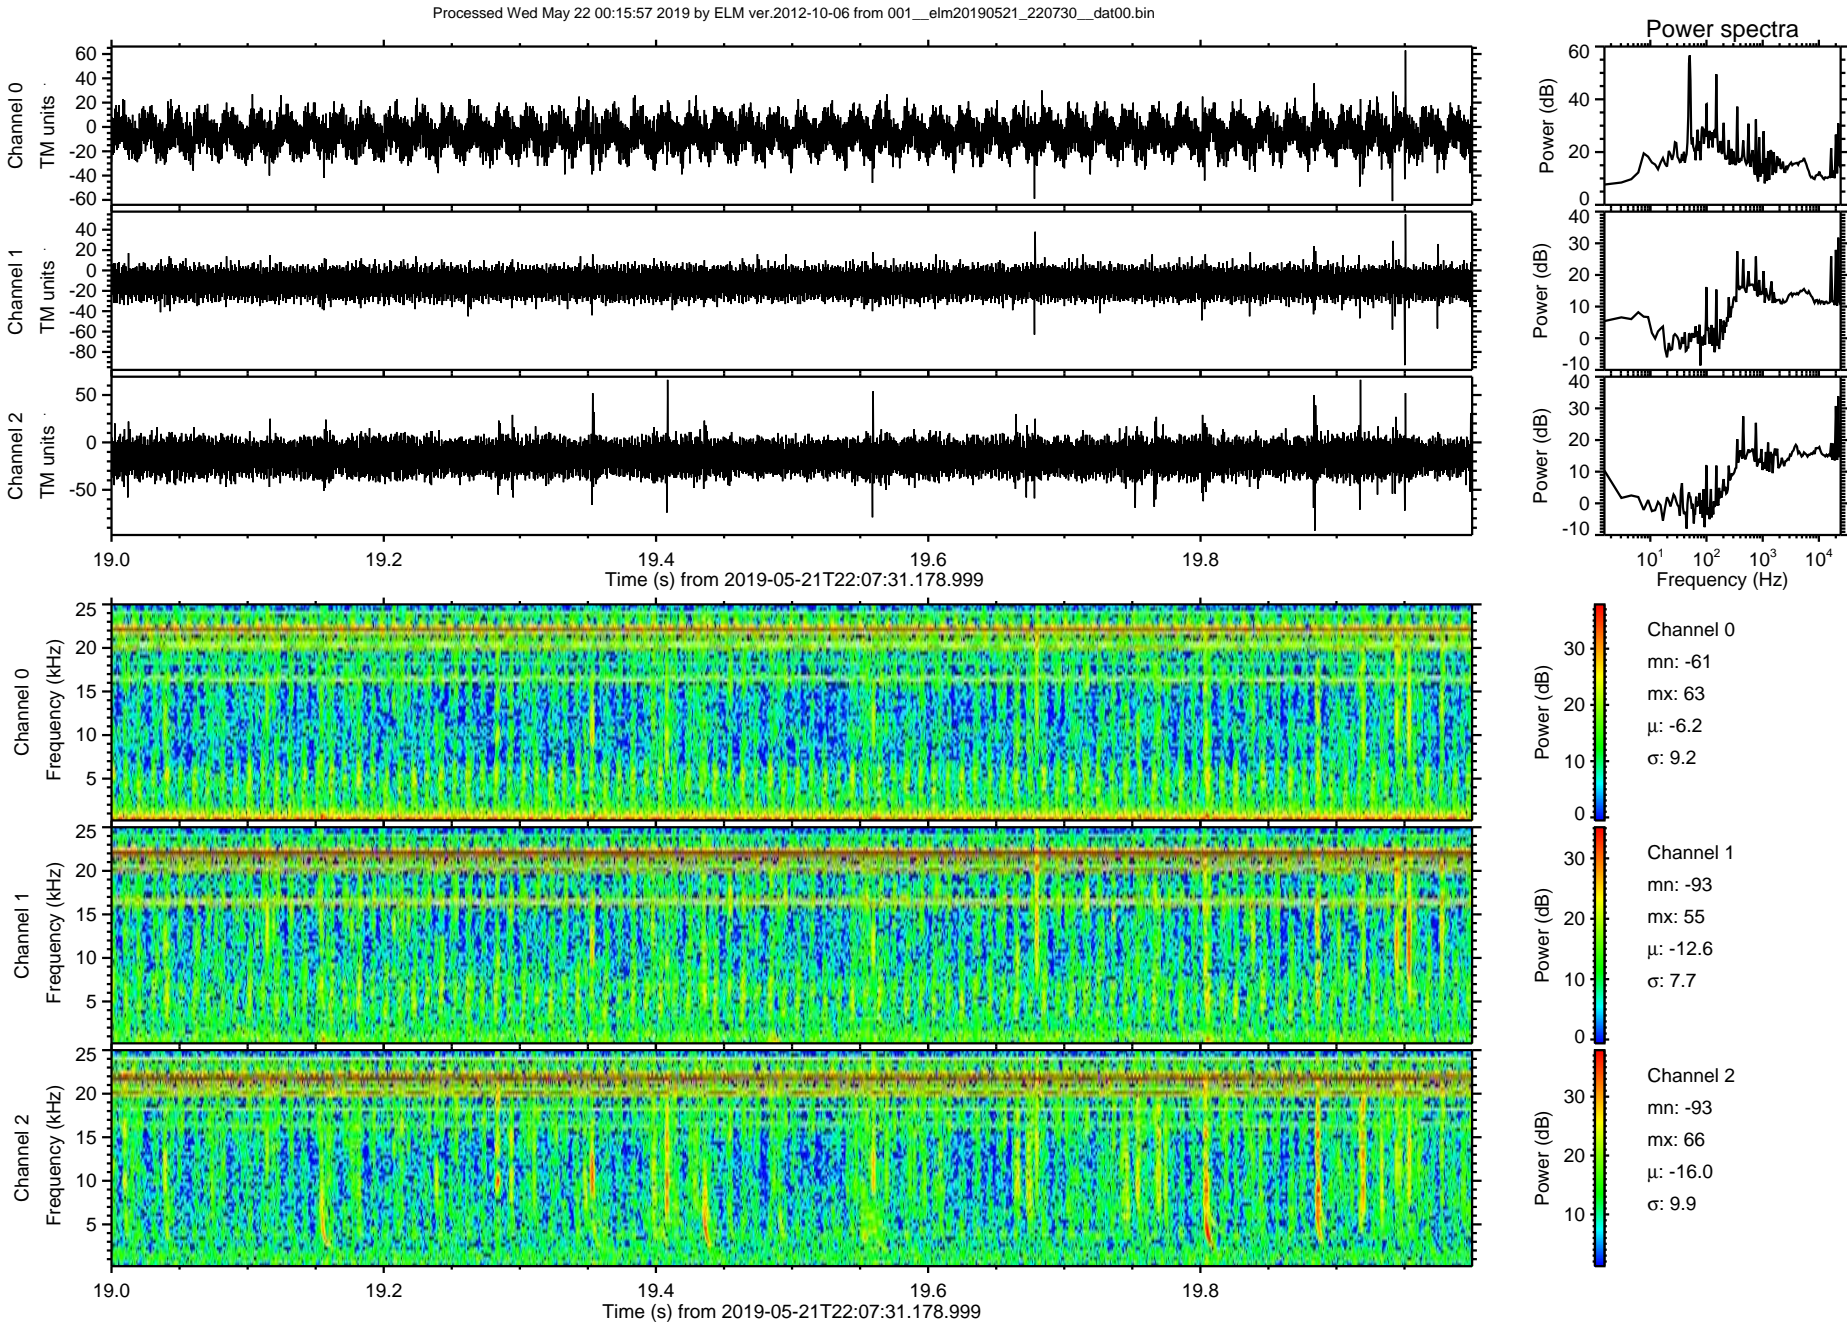 Processed Wed May 22 00:15:57 2019 by ELM ver.2012-10-06 from 001__elm20190521_220730__dat00.bin
Power spectra
Channel 0
TM units
60
40
20
0
-20
-40
-60
Power (dB)
60
40
20
0
Channel 1
TM units
40
20
0
-20
-40
-60
-80
Power (dB)
40
30
20
10
0
-10
Channel 2
TM units
50
0
-50
Power (dB)
40
30
20
10
0
-10
19.0 19.2 19.4 19.6 19.8
Time (s) from 2019-05-21T22:07:31.178.999
10^1 10^2 10^3 10^4
Frequency (Hz)
Channel 0
Frequency (kHz)
25
20
15
10
5
Power (dB)
30
20
10
0
Channel 0
mn: -61
mx: 63
μ: -6.2
σ: 9.2
Channel 1
Frequency (kHz)
25
20
15
10
5
Power (dB)
30
20
10
0
Channel 1
mn: -93
mx: 55
μ: -12.6
σ: 7.7
Channel 2
Frequency (kHz)
25
20
15
10
5
Power (dB)
30
20
10
Channel 2
mn: -93
mx: 66
μ: -16.0
σ: 9.9
19.0 19.2 19.4 19.6 19.8
Time (s) from 2019-05-21T22:07:31.178.999